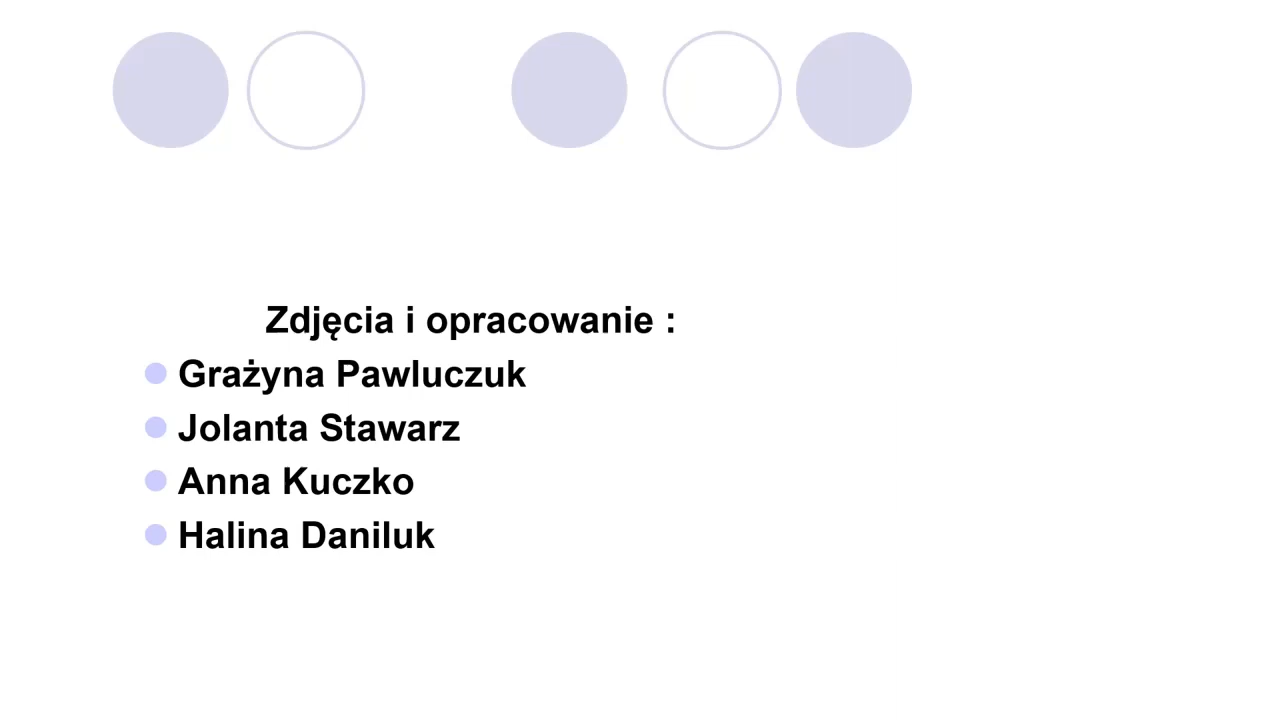 Zdjęcia i opracowanie :
Grażyna Pawluczuk
Jolanta Stawarz
Anna Kuczko
Halina Daniluk